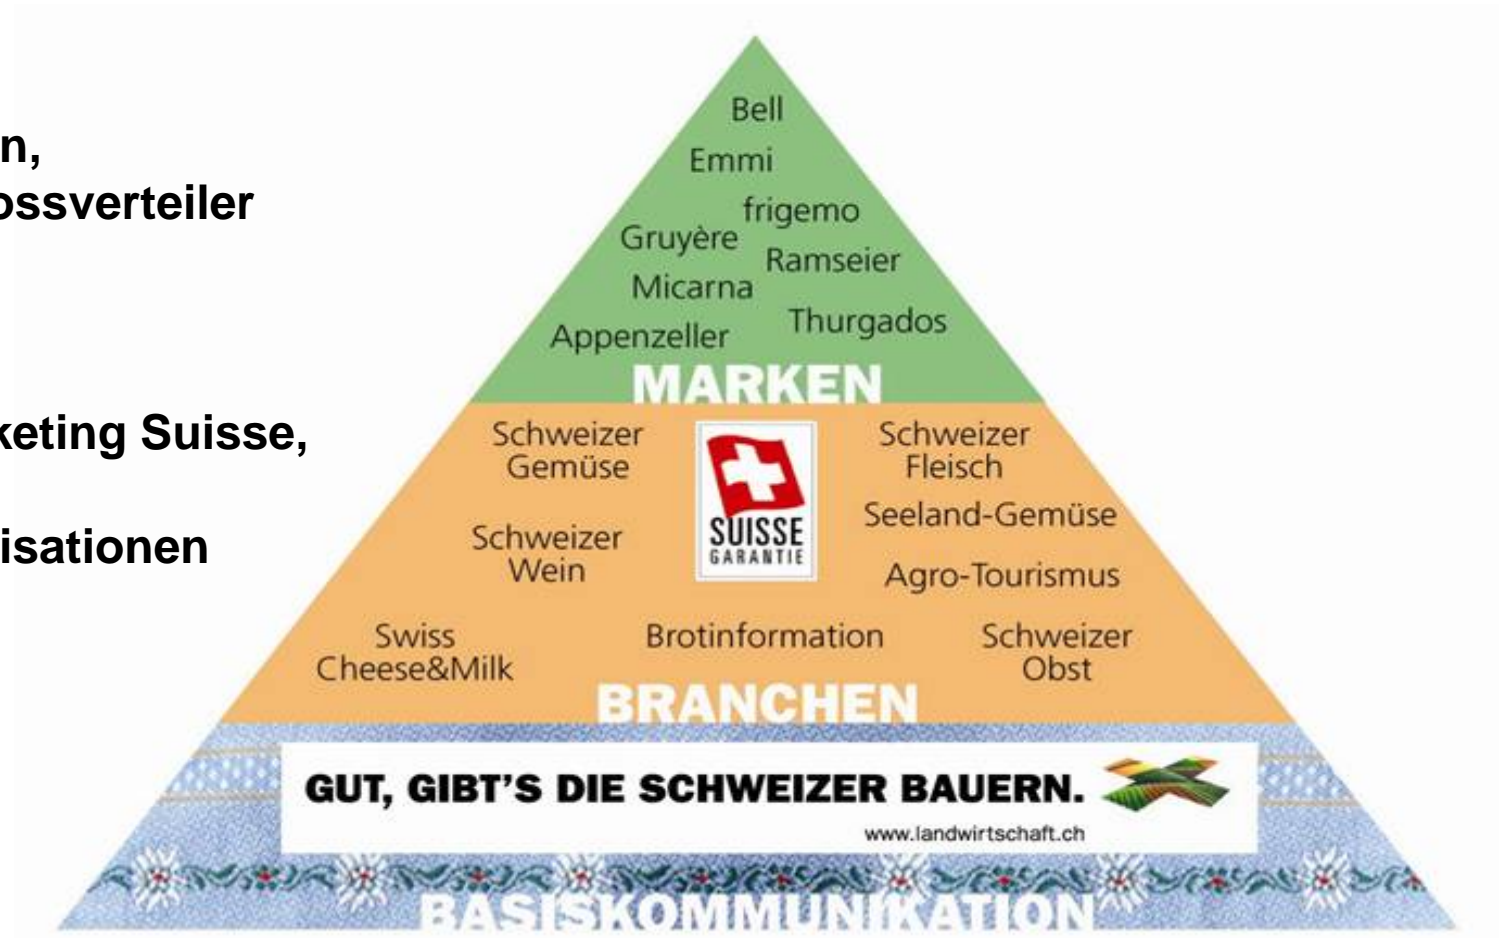 n,
ossverteiler
keting Suisse,
isationen
Bell
Emmi
frigemo
Gruyère
Ramseier
Micarna
Thurgados
Appenzeller
MARKEN
Schweizer
Gemüse
SUISSE
GARANTIE
Schweizer
Fleisch
Seeland-Gemüse
Schweizer
Wein
Agro-Tourismus
Swiss
Cheese&Milk
Brotinformation
Schweizer
Obst
BRANCHEN
GUT, GIBT'S DIE SCHWEIZER BAUERN.
www.landwirtschaft.ch
BASISKOMMUNIKATION